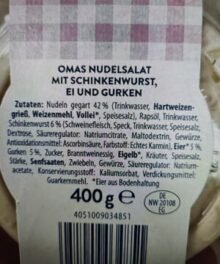 OMAS NUDELSALAT
MIT SCHINKENWURST,
EI UND GURKEN
Zutaten: Nudeln gegart 42 % (Trinkwasser, Hartweizen-
grieß, Weizenmehl, Vollei*, Speisesalz), Rapsöl, Trinkwasser,
Schinkenwurst 6 % (Schweinefleisch, Speck, Trinkwasser, Speisesalz,
Dextrose, Säureregulator: Natriumcitrate, Maltodextrin, Gewürze,
Antioxidationsmittel: Ascorbinsäure, Farbstoff: Echtes Karmin), Eier* 5 %,
Gurken 5 %, Zucker, Branntweinessig, Eigelb*, Kräuter, Speisesalz,
Stärke, Senfsaaten, Zwiebeln, Gewürze, Säureregulator: Natrium-
acetate, Konservierungsstoff: Kaliumsorbat, Verdickungsmittel:
Guarkernmehl. *Eier aus Bodenhaltung
400 g e
DE
NW 20108
EG
4051009034851